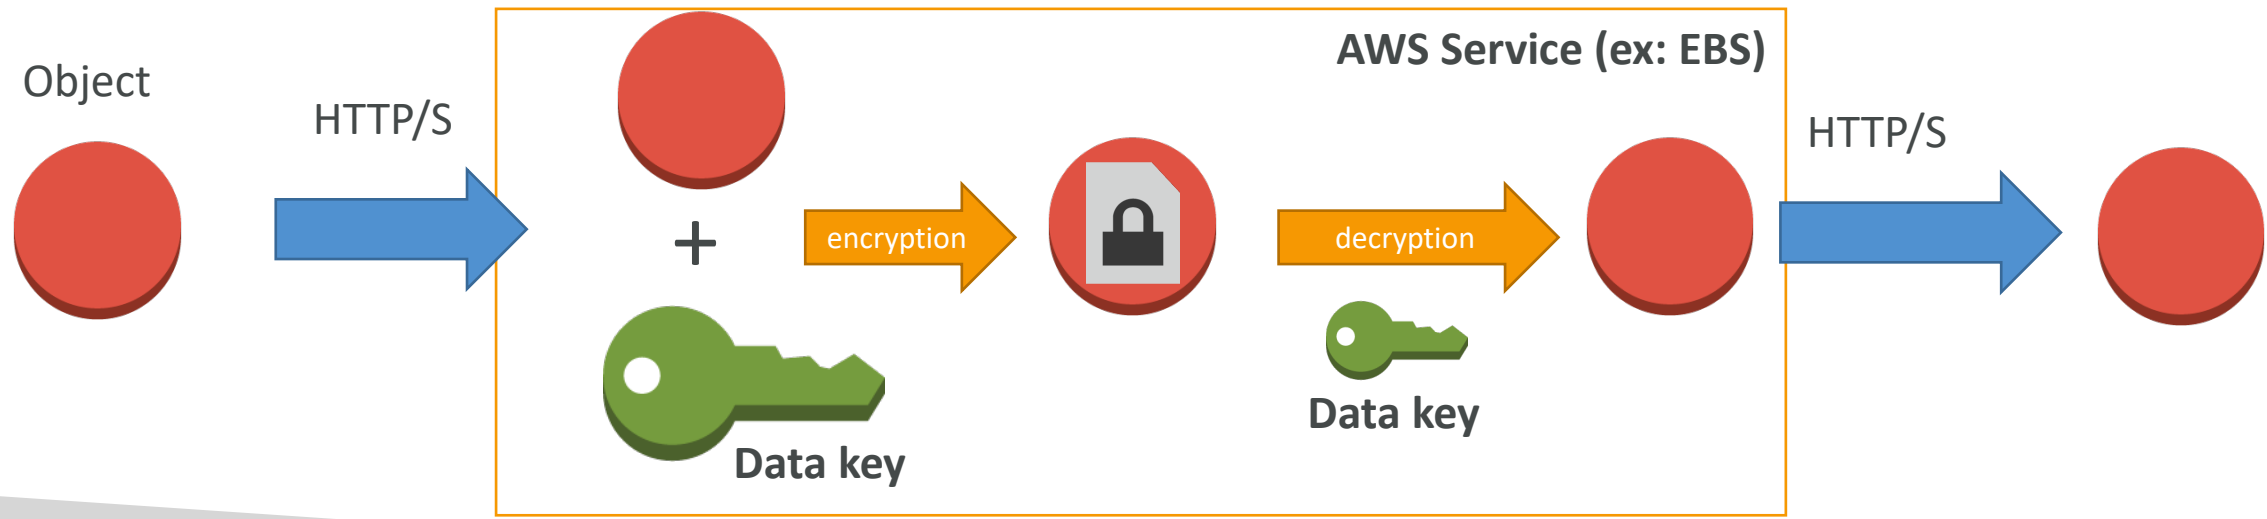 Object
HTTP/S
AWS Service (ex: EBS)
+
encryption
decryption
Data key
Data key
HTTP/S